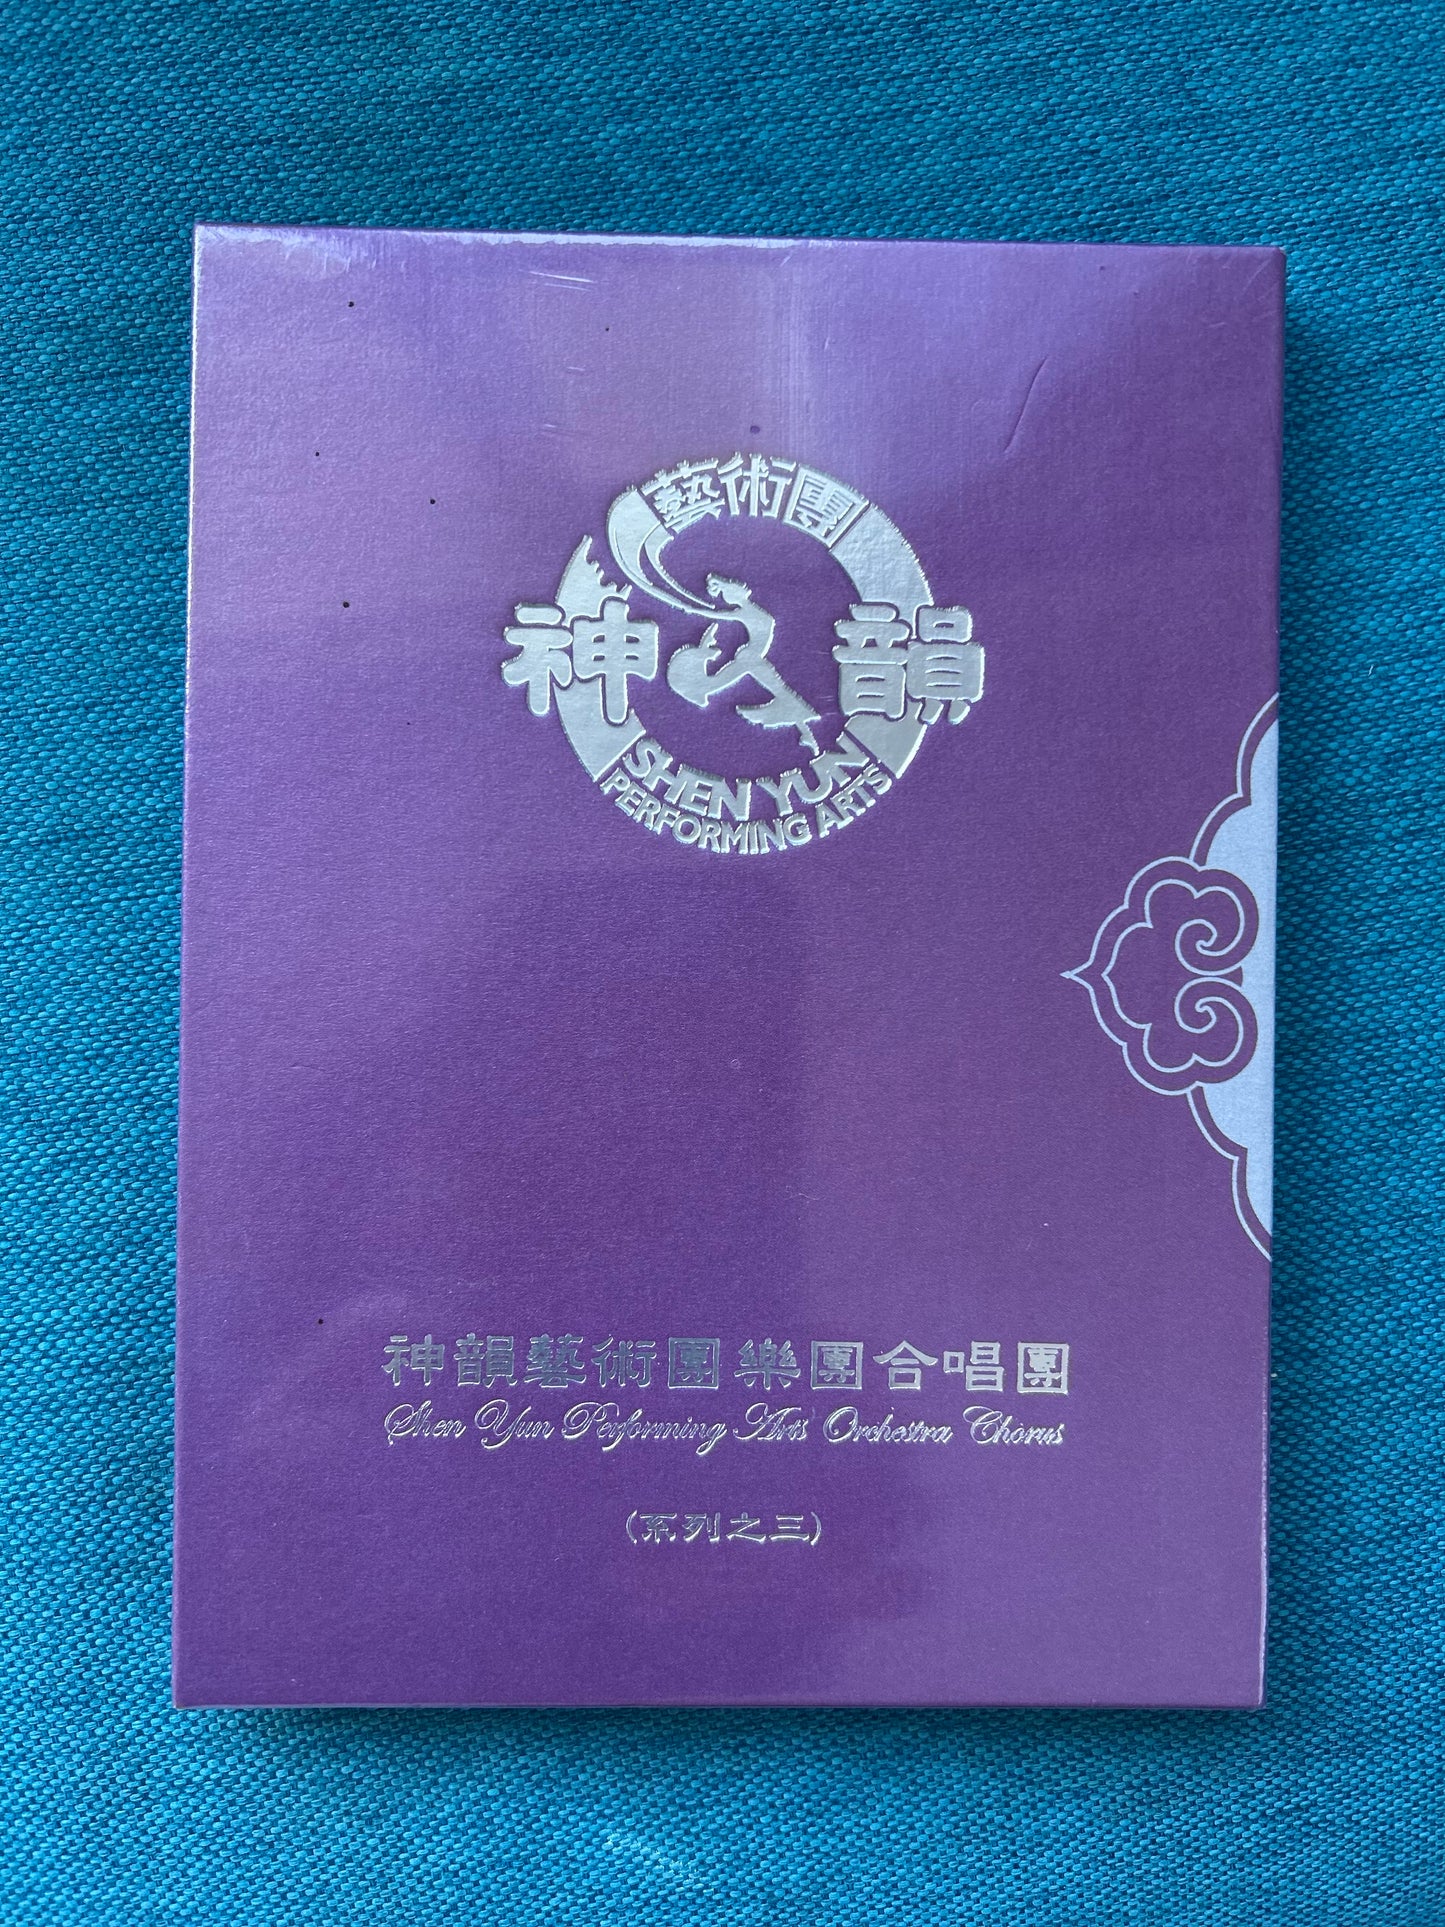 藝術團
神韻
SHEN YUN
PERFORMING ARTS
神韻藝術團 樂團合唱團
Shen Yun Performing Arts Orchestra Chorus
(系列之三)